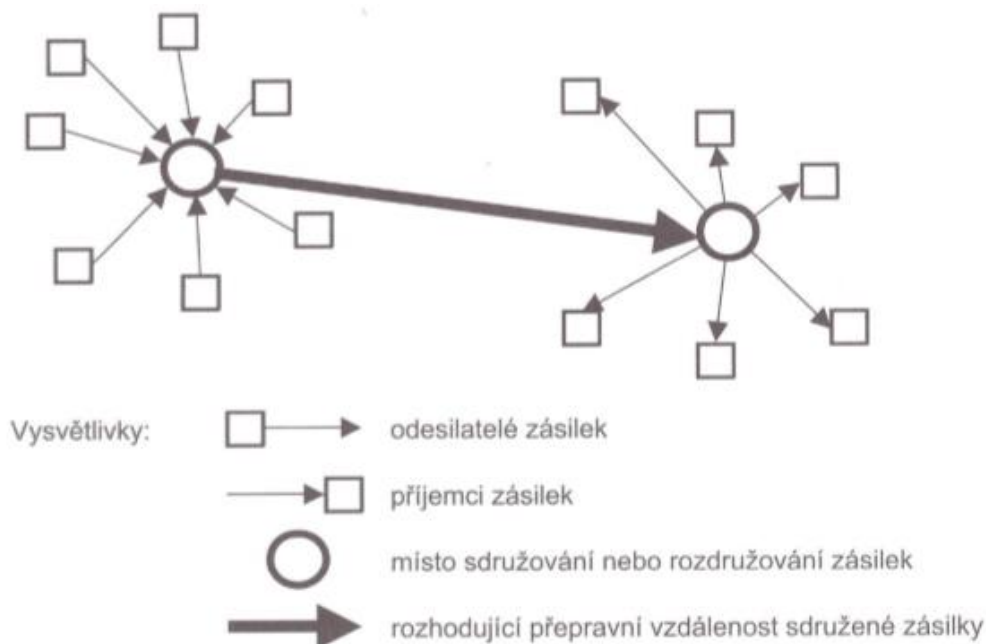 Vysvětlivky:
odesilatelé zásilek
příjemci zásilek
místo sdružování nebo rozdružování zásilek
rozhodující přepravní vzdálenost sdružené zásilky